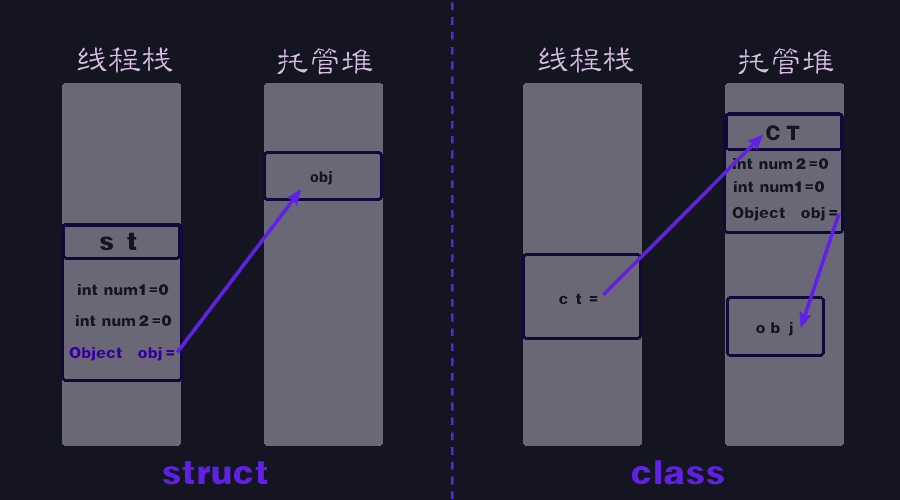 线程栈
托管堆
obj
s t
int num1=0
int num2=0
Object obj=
struct
线程栈
托管堆
C T
int num2=0
int num1=0
Object obj=
c t =
o b j
class